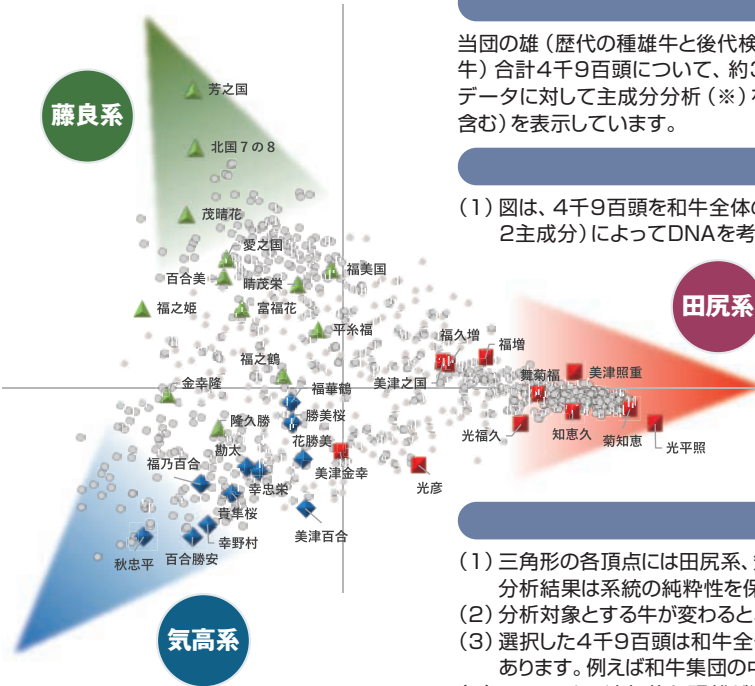 当団の雄（歴代の種雄牛と後代検
牛）合計4千9百頭について、約3
データに対して主成分分析（※）を
含む）を表示しています。
（1）図は、4千9百頭を和牛全体の
2主成分）によってDNAを考
藤良系
芳之国
北国7の8
茂晴花
愛之国
百合美
晴茂栄
福美国
福之姫
富福花
平糸福
田尻系
福久増
福増
福之鶴
美津之国
舞菊福
美津照重
金幸隆
福華鶴
隆久勝
勝美桜
花勝美
光福久
知恵久
菊知恵
光平照
勘太
福乃百合
幸忠栄
美津金幸
光彦
貴隼桜
幸野村
美津百合
秋忠平
百合勝安
気高系
（1）三角形の各頂点には田尻系、
分析結果は系統の純粋性を保
（2）分析対象とする牛が変わると
（3）選択した4千9百頭は和牛全
あります。例えば和牛集団の中